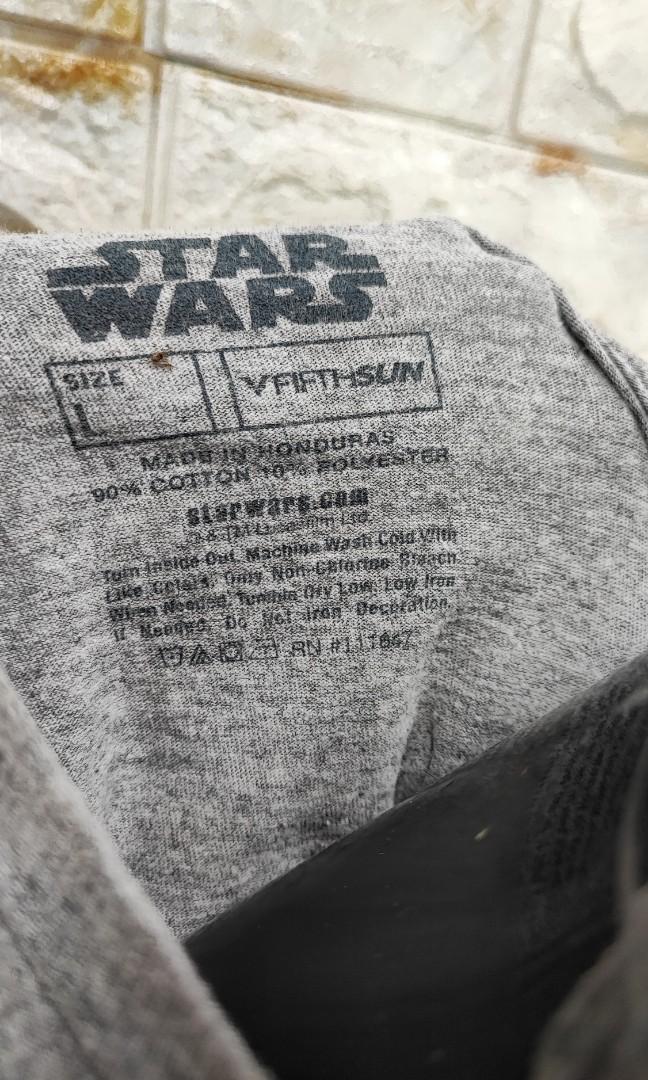 STAR
WARS
SIZE
FIFTHSUN
MADE IN HONDURAS
90% COTTON 10% POLYESTER
starwars.com
& Ltd.
Turn Inside Out. Machine Wash Cold With
Like Colors. Only Non-Chlorine Bleach
When Needed. Tumble Dry Low. Low Iron
If Needed. Do Not Iron Decoration.
RN #